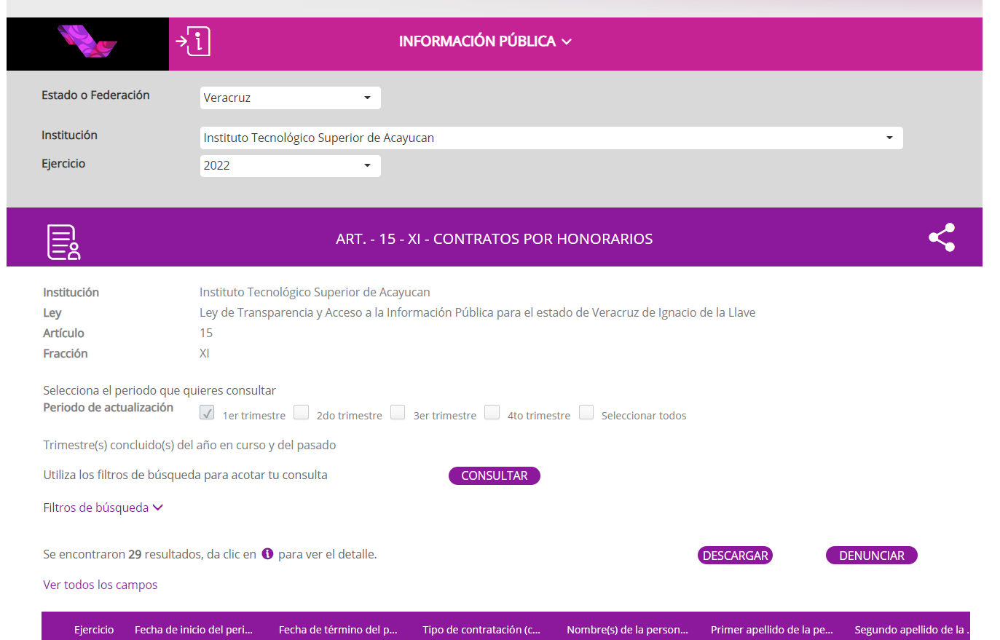 INFORMACIÓN PÚBLICA
Estado o Federación
Veracruz
Institución
Instituto Tecnológico Superior de Acayucan
Ejercicio
2022
ART. - 15 - XI - CONTRATOS POR HONORARIOS
Institución Instituto Tecnológico Superior de Acayucan
Ley Ley de Transparencia y Acceso a la Información Pública para el estado de Veracruz de Ignacio de la Llave
Artículo 15
Fracción XI
Selecciona el periodo que quieres consultar
Periodo de actualización 1er trimestre 2do trimestre 3er trimestre 4to trimestre Seleccionar todos
Trimestre(s) concluido(s) del año en curso y del pasado
Utiliza los filtros de búsqueda para acotar tu consulta CONSULTAR
Filtros de búsqueda
Se encontraron 29 resultados, da clic en i para ver el detalle. DESCARGAR DENUNCIAR
Ver todos los campos
Ejercicio Fecha de inicio del peri... Fecha de término del p... Tipo de contratación (c... Nombre(s) de la person... Primer apellido de la pe... Segundo apellido de la .